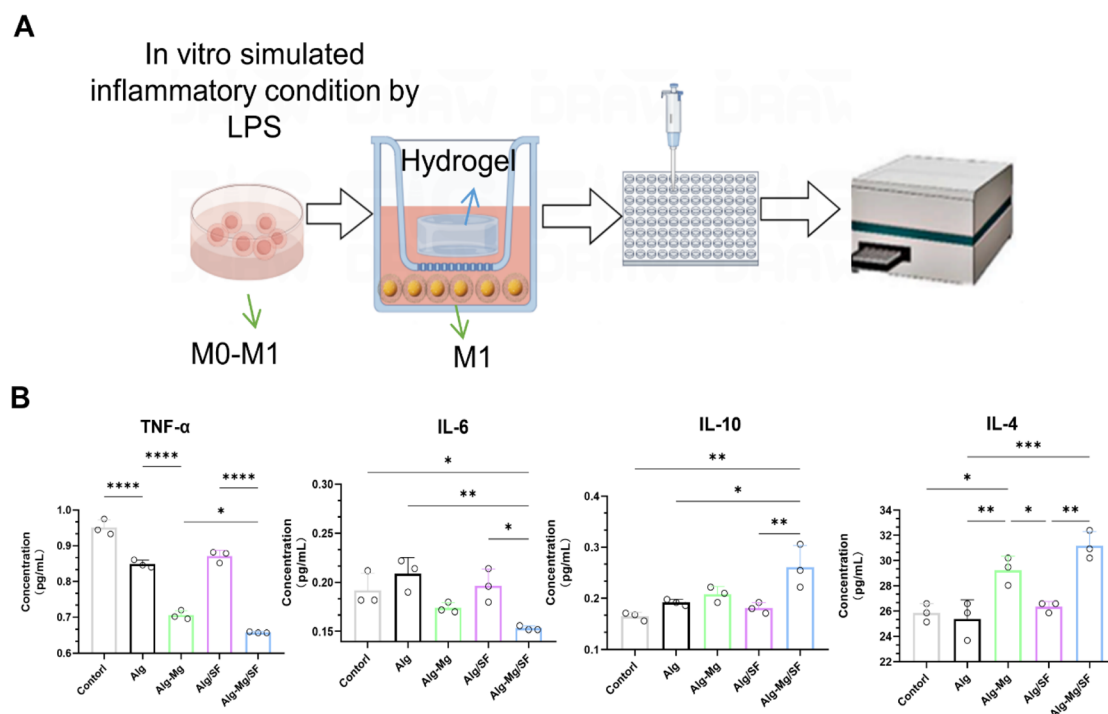 A
In vitro simulated
inflammatory condition by
LPS
Hydrogel
M0-M1
M1
B
TNF-α
****
****
****
*
Concentration
(pg/mL)
1.0
0.9
0.8
0.7
0.6
Contorl
Alg
Alg-Mg
Alg/SF
Alg-Mg/SF
IL-6
*
**
*
Concentration
(pg/mL)
0.30
0.25
0.20
0.15
Contorl
Alg
Alg-Mg
Alg/SF
Alg-Mg/SF
IL-10
**
*
**
Concentration
(pg/mL)
0.4
0.3
0.2
0.1
Contorl
Alg
Alg-Mg
Alg/SF
Alg-Mg/SF
IL-4
***
*
**
*
**
Concentration
(pg/mL)
34
32
30
28
26
24
22
Contorl
Alg
Alg-Mg
Alg/SF
Alg-Mg/SF